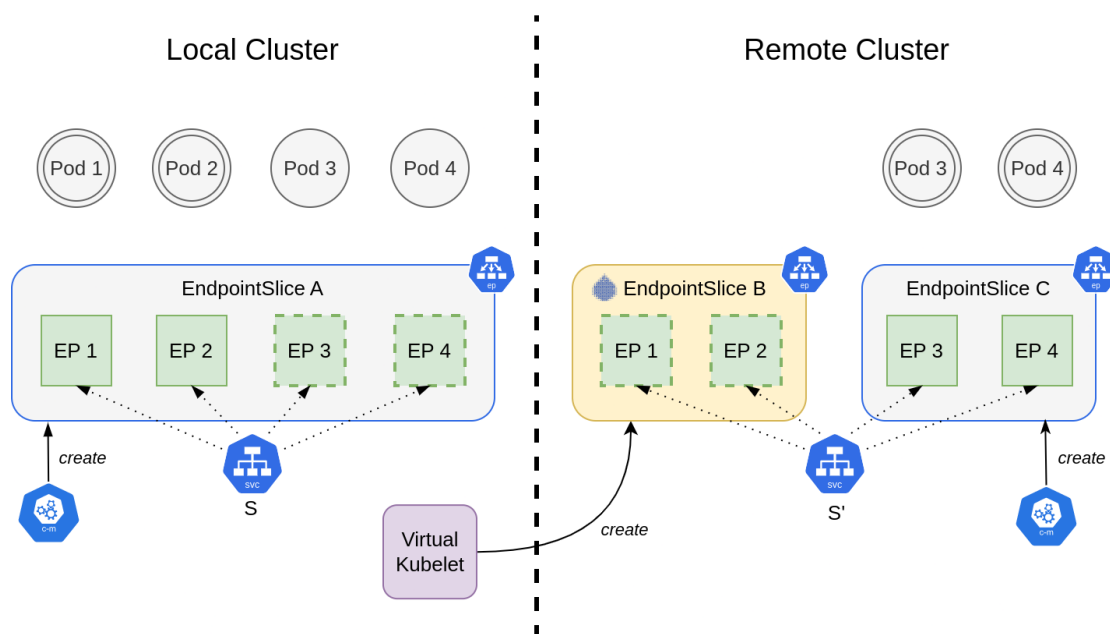 Local Cluster
Remote Cluster
Pod 1
Pod 2
Pod 3
Pod 4
Pod 3
Pod 4
ep
ep
ep
EndpointSlice A
EndpointSlice B
EndpointSlice C
EP 1
EP 2
EP 3
EP 4
EP 1
EP 2
EP 3
EP 4
create
svc
S
c-m
svc
S'
create
c-m
Virtual
Kubelet
create